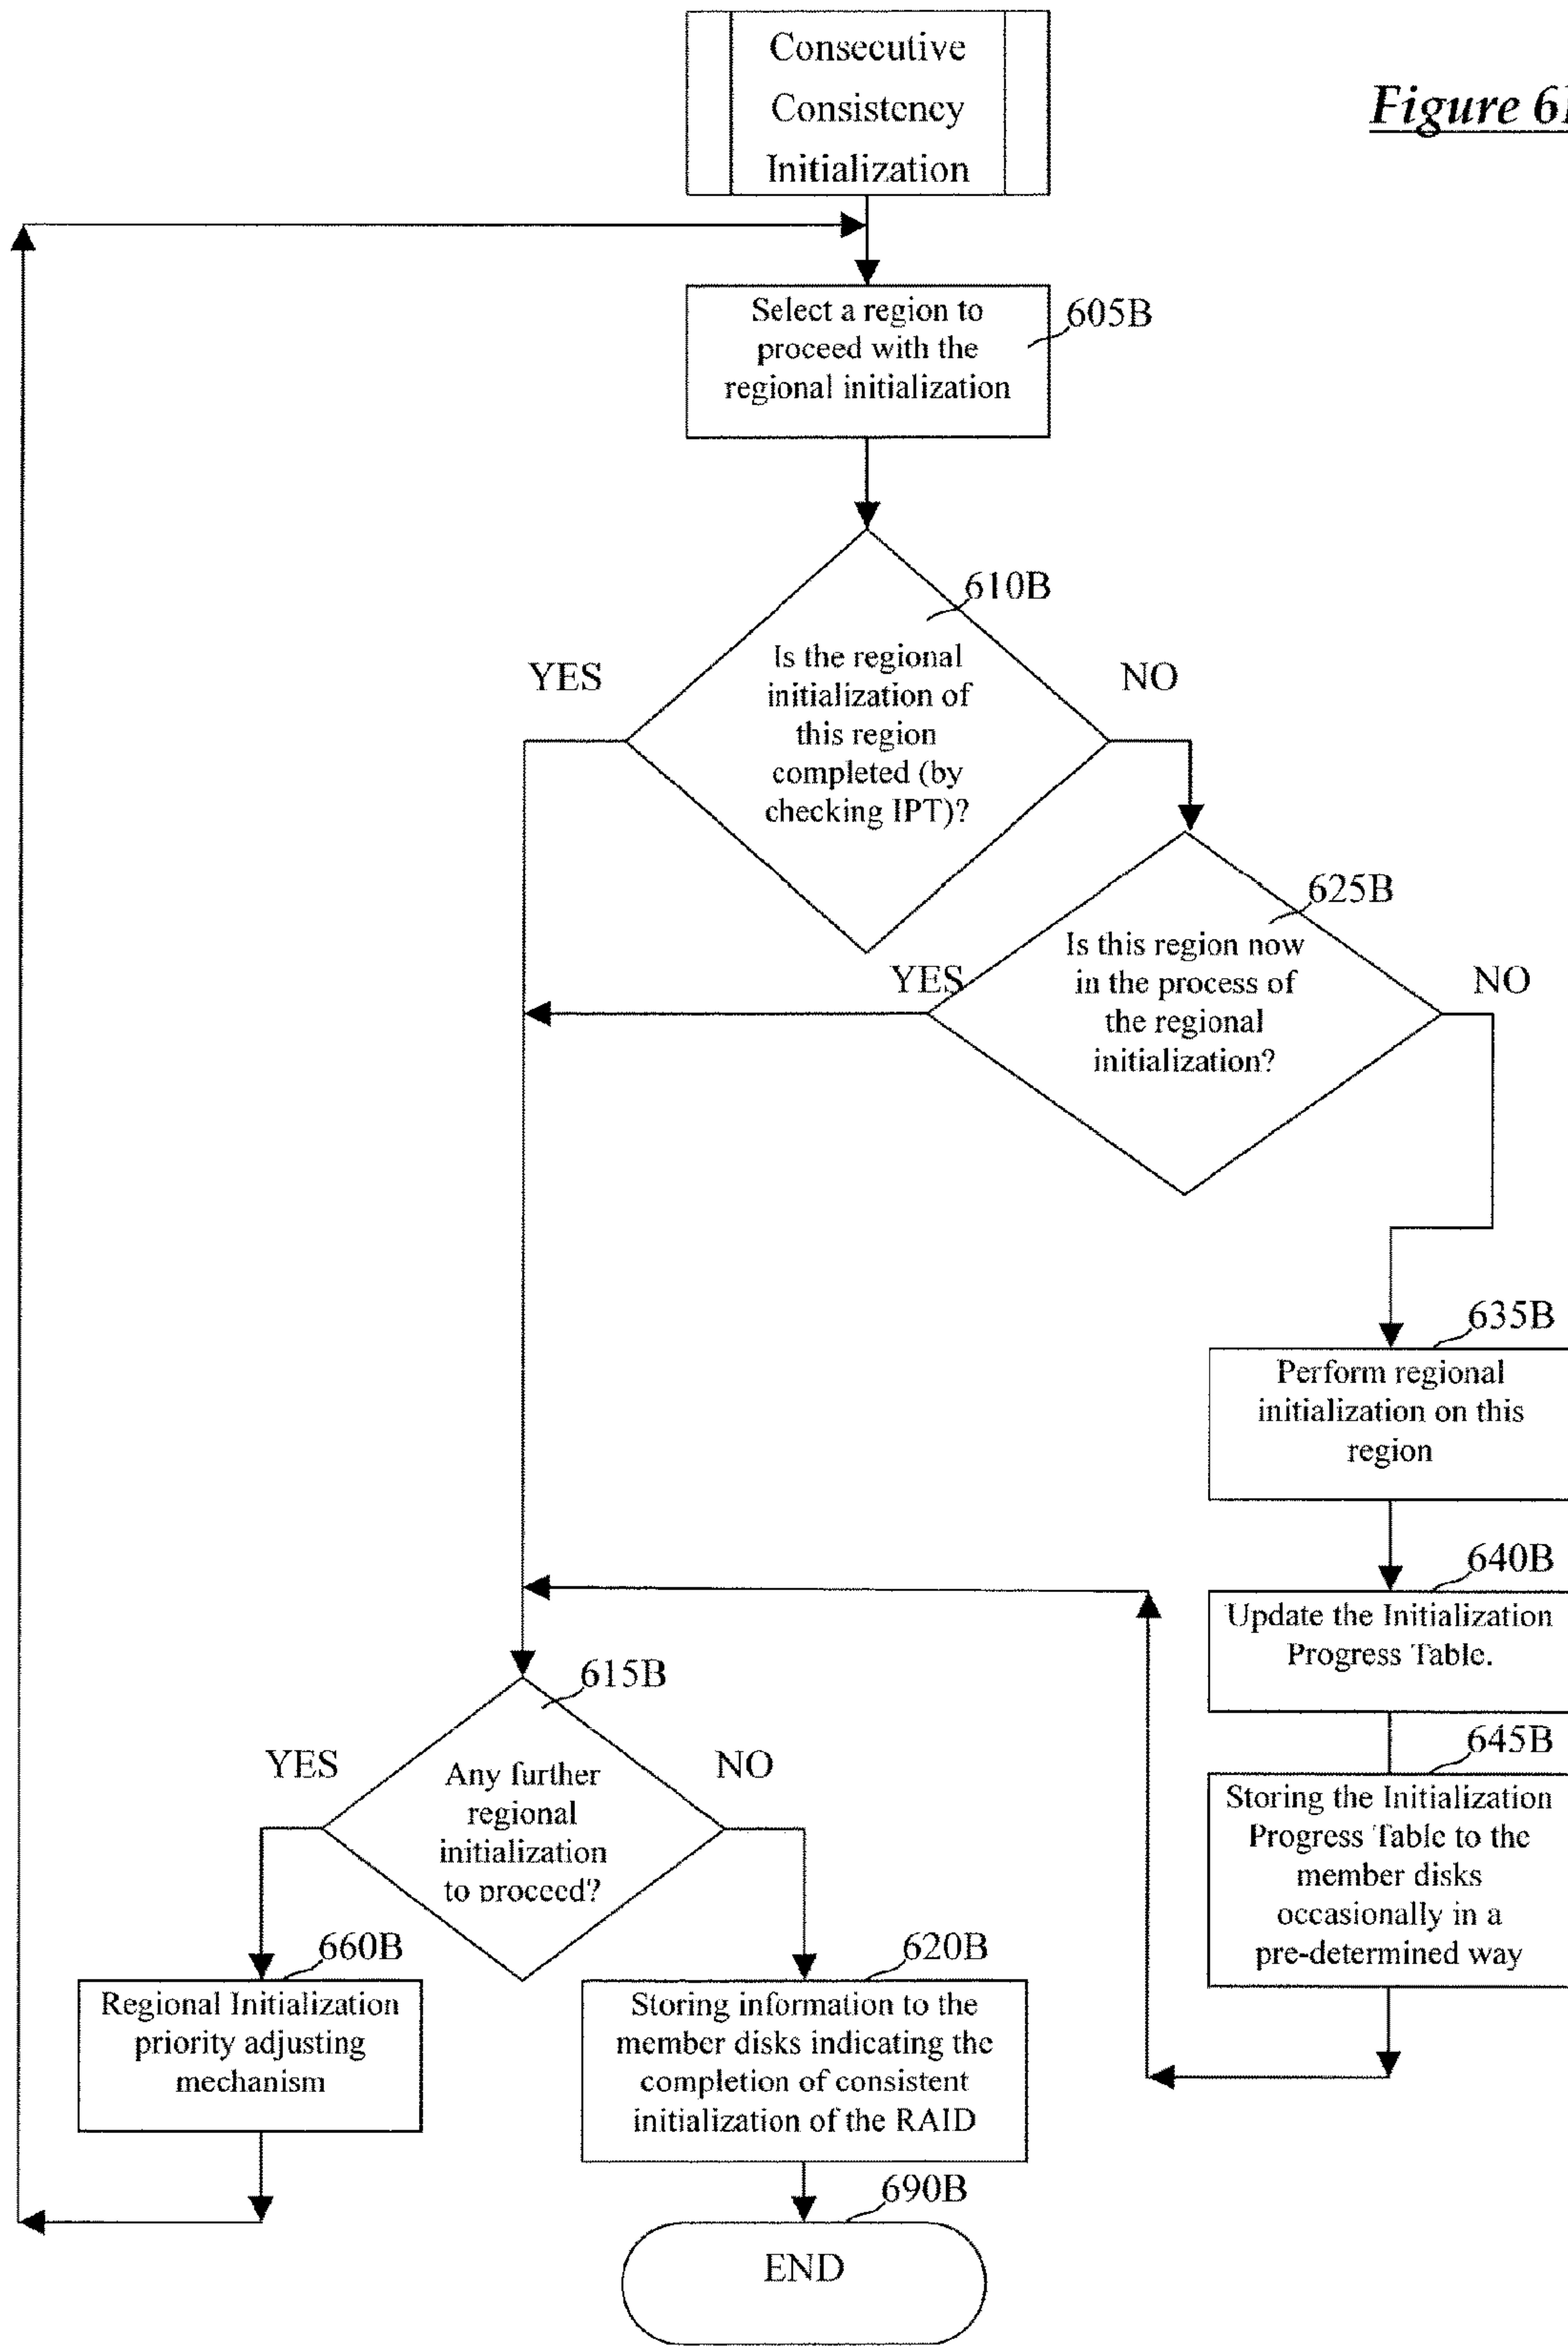 Consecutive
Consistency
Initialization
Figure 6
Select a region to
proceed with the
regional initialization
605B
610B
Is the regional
initialization of
this region
completed (by
checking IPT)?
YES
NO
625B
Is this region now
in the process of
the regional
initialization?
YES
NO
635B
Perform regional
initialization on this
region
640B
Update the Initialization
Progress Table.
645B
Storing the Initialization
Progress Table to the
member disks
occasionally in a
pre-determined way
615B
Any further
regional
initialization
to proceed?
YES
NO
660B
Regional Initialization
priority adjusting
mechanism
620B
Storing information to the
member disks indicating the
completion of consistent
initialization of the RAID
690B
END